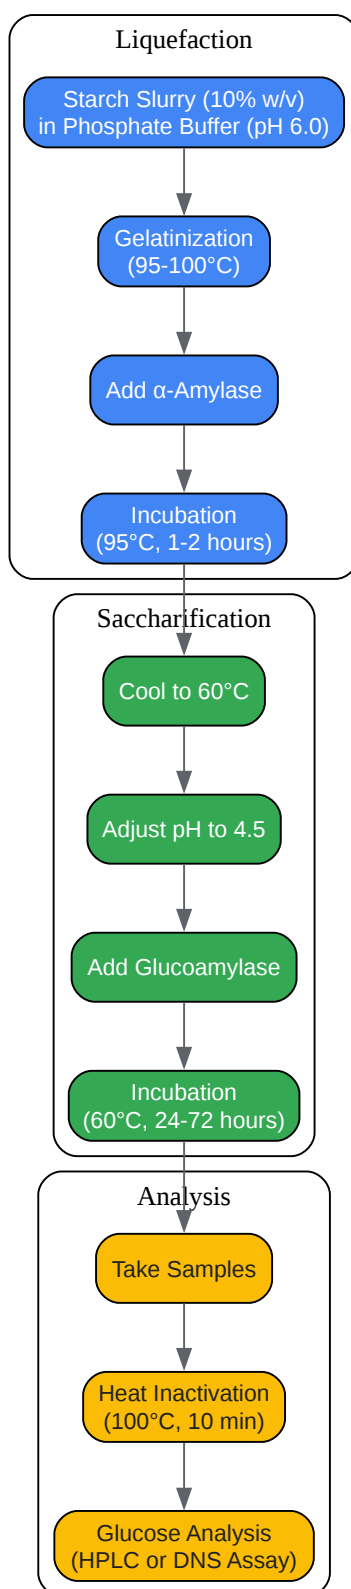 Liquefaction
Starch Slurry (10% w/v)
in Phosphate Buffer (pH 6.0)
Gelatinization
(95-100°C)
Add α-Amylase
Incubation
(95°C, 1-2 hours)
Saccharification
Cool to 60°C
Adjust pH to 4.5
Add Glucoamylase
Incubation
(60°C, 24-72 hours)
Analysis
Take Samples
Heat Inactivation
(100°C, 10 min)
Glucose Analysis
(HPLC or DNS Assay)